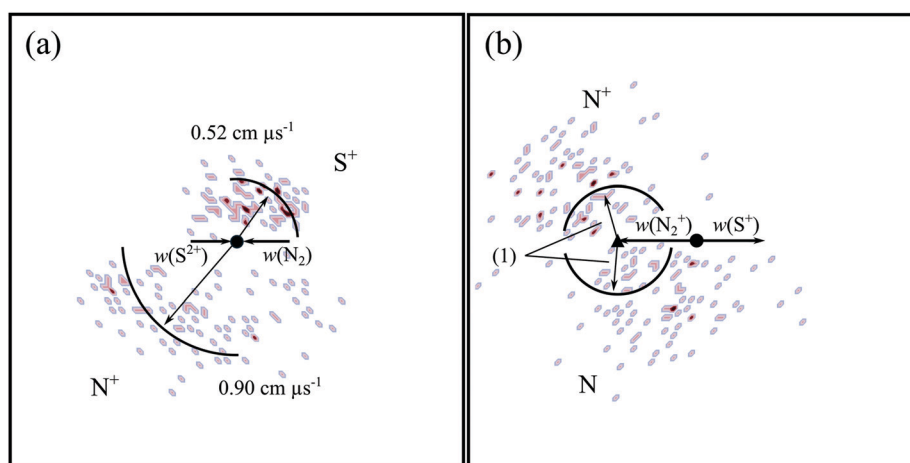 (a)
0.52 cm μs⁻¹
S⁺
w(S²⁺)
w(N₂)
N⁺
0.90 cm μs⁻¹
(b)
N⁺
w(N₂⁺)
w(S⁺)
(1)
N